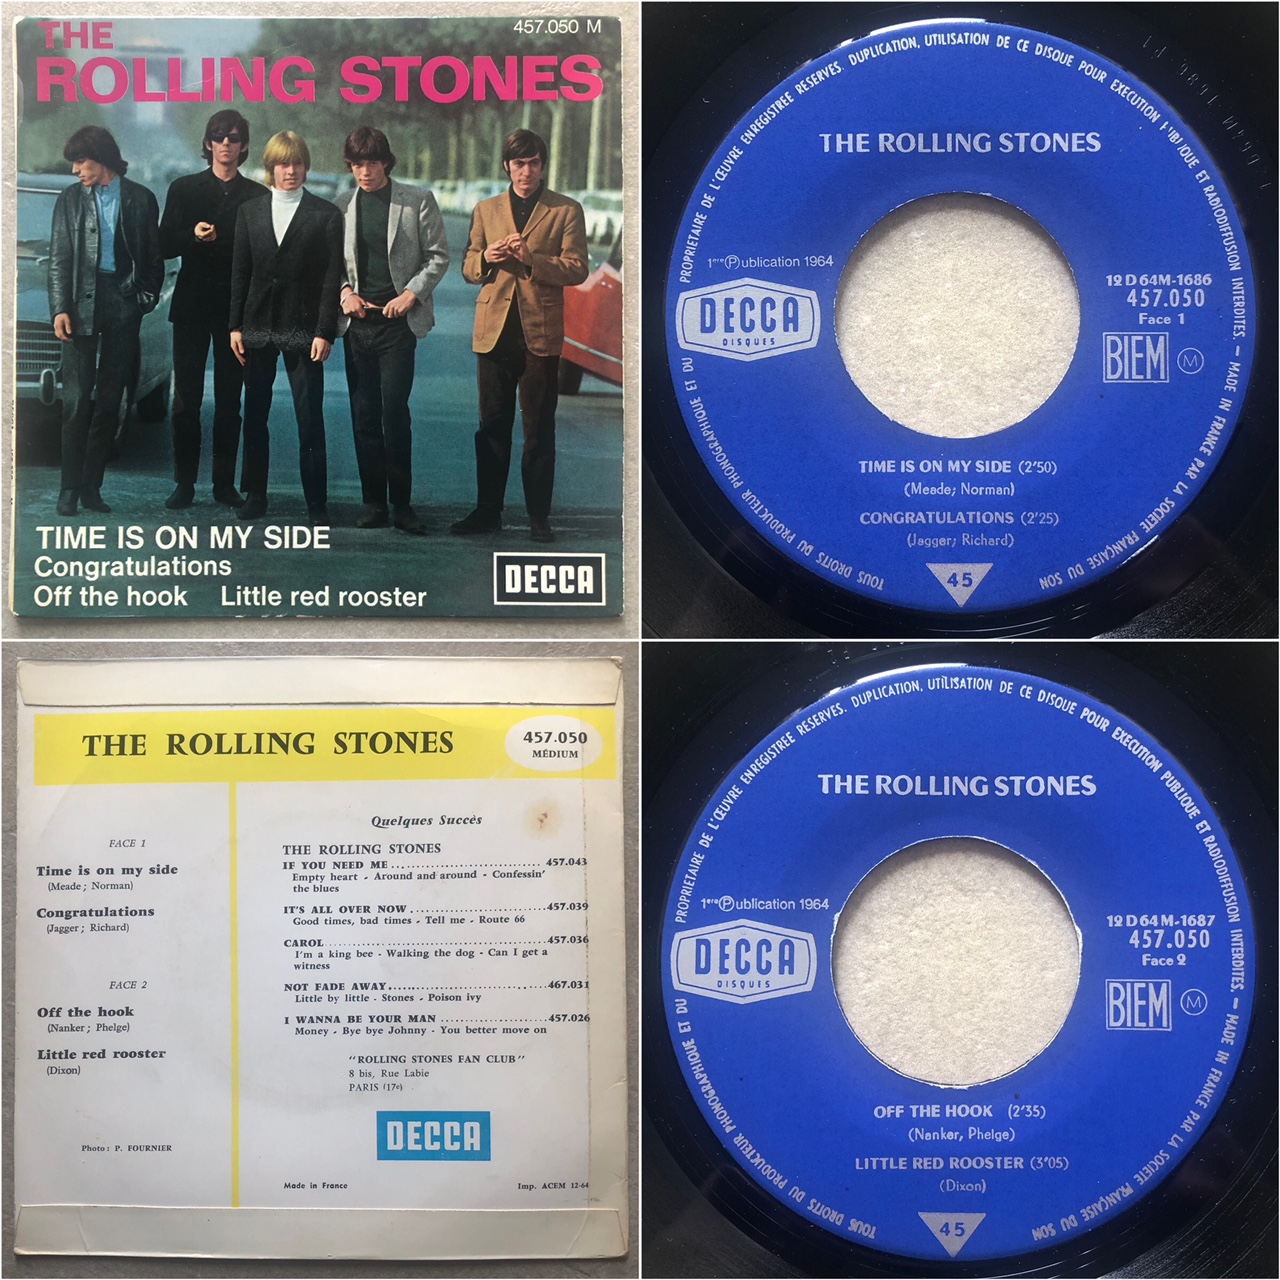 THE
ROLLING STONES
457.050 M
TIME IS ON MY SIDE
Congratulations
Off the hook Little red rooster
DECCA
TOUS DROITS DU PRODUCTEUR PHONOGRAPHIQUE ET DU PROPRIETAIRE DE L'ŒUVRE ENREGISTREE RESERVES. DUPLICATION, UTILISATION DE CE DISQUE POUR EXECUTION PUBLIQUE ET RADIODIFFUSION INTERDITES. — MADE IN FRANCE PAR LA SOCIETE FRANÇAISE DU SON
THE ROLLING STONES
1ère Ⓟublication 1964
DECCA
DISQUES
12 D 64M-1686
457.050
Face 1
BIEM Ⓜ
TIME IS ON MY SIDE (2'50)
(Meade; Norman)
CONGRATULATIONS (2'25)
(Jagger; Richard)
45
THE ROLLING STONES
457.050
MÉDIUM
FACE 1
Time is on my side
(Meade ; Norman)
Congratulations
(Jagger ; Richard)
FACE 2
Off the hook
(Nanker ; Phelge)
Little red rooster
(Dixon)
Photo : P. FOURNIER
Quelques Succès
THE ROLLING STONES
IF YOU NEED ME ... 457.043
Empty heart - Around and around - Confessin'
the blues
IT'S ALL OVER NOW ... 457.039
Good times, bad times - Tell me - Route 66
CAROL ... 457.036
I'm a king bee - Walking the dog - Can I get a
witness
NOT FADE AWAY ... 467.031
Little by little - Stones - Poison ivy
I WANNA BE YOUR MAN ... 457.026
Money - Bye bye Johnny - You better move on
"ROLLING STONES FAN CLUB"
8 bis, Rue Labie
PARIS (17e)
DECCA
Made in France
Imp. ACEM 12-64
TOUS DROITS DU PRODUCTEUR PHONOGRAPHIQUE ET DU PROPRIETAIRE DE L'ŒUVRE ENREGISTREE RESERVES. DUPLICATION, UTILISATION DE CE DISQUE POUR EXECUTION PUBLIQUE ET RADIODIFFUSION INTERDITES. — MADE IN FRANCE PAR LA SOCIETE FRANÇAISE DU SON
THE ROLLING STONES
1ère Ⓟublication 1964
DECCA
DISQUES
12 D 64M-1687
457.050
Face 2
BIEM Ⓜ
OFF THE HOOK (2'35)
(Nanker, Phelge)
LITTLE RED ROOSTER (3'05)
(Dixon)
45